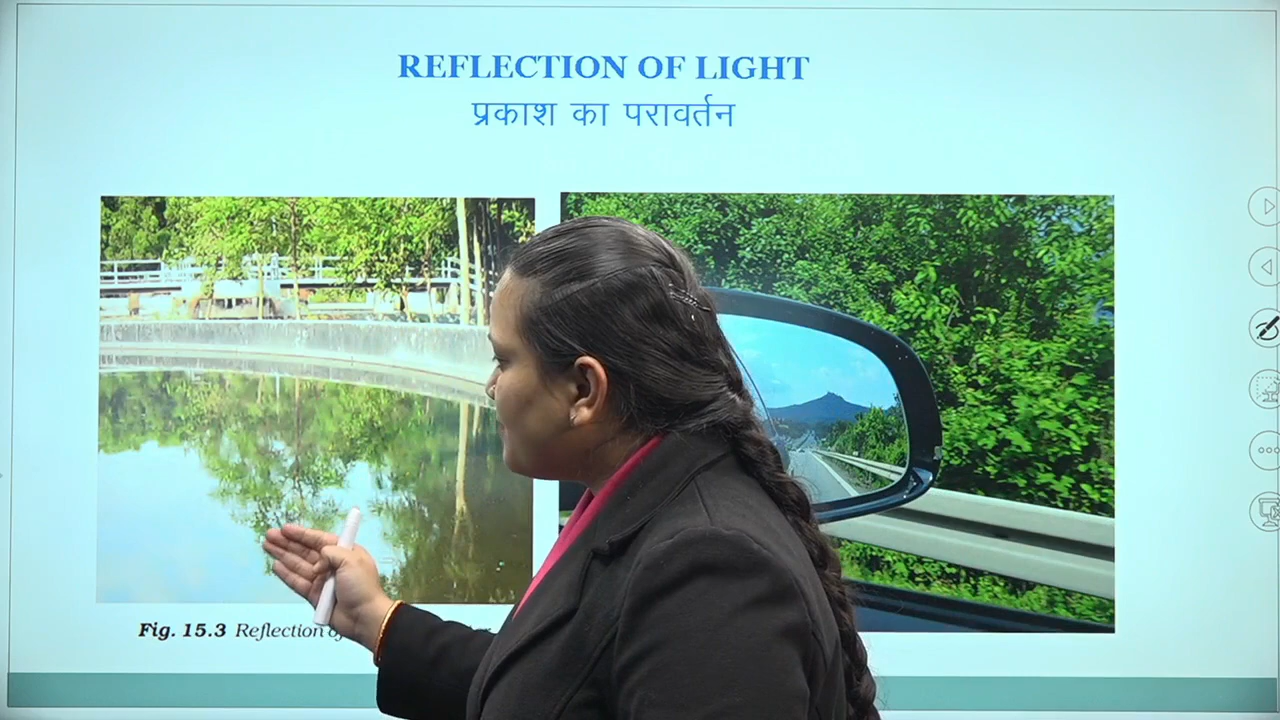 REFLECTION OF LIGHT
प्रकाश का परावर्तन
Fig. 15.3 Reflection